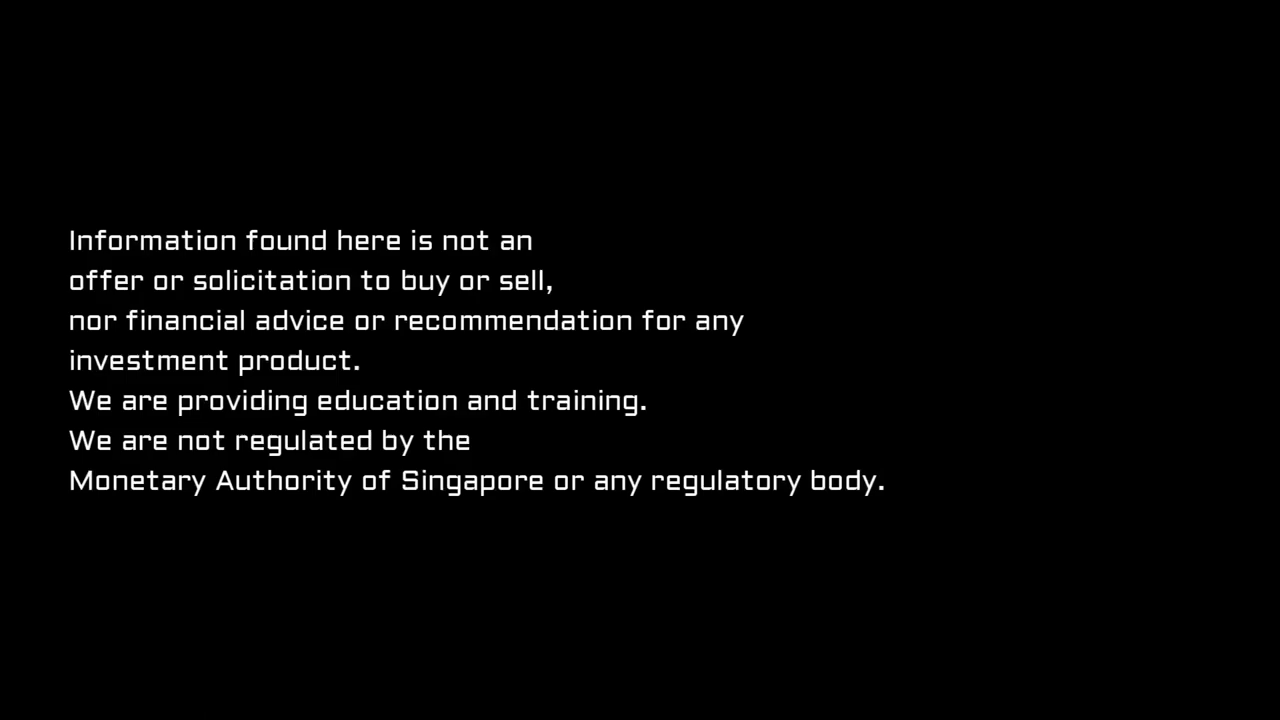 Information found here is not an
offer or solicitation to buy or sell,
nor financial advice or recommendation for any
investment product.
We are providing education and training.
We are not regulated by the
Monetary Authority of Singapore or any regulatory body.